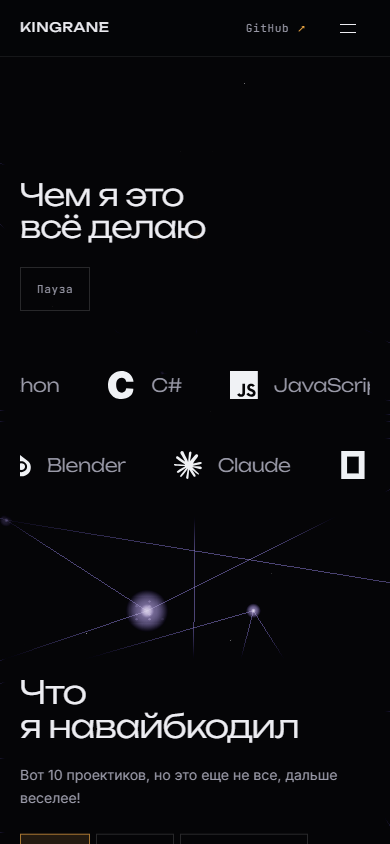 KINGRANE
GitHub ↗
Чем я это
всё делаю
Пауза
hon C C# JS JavaScrip
Blender Claude
Что
я навайбкодил
Вот 10 проектиков, но это еще не все, дальше
веселее!